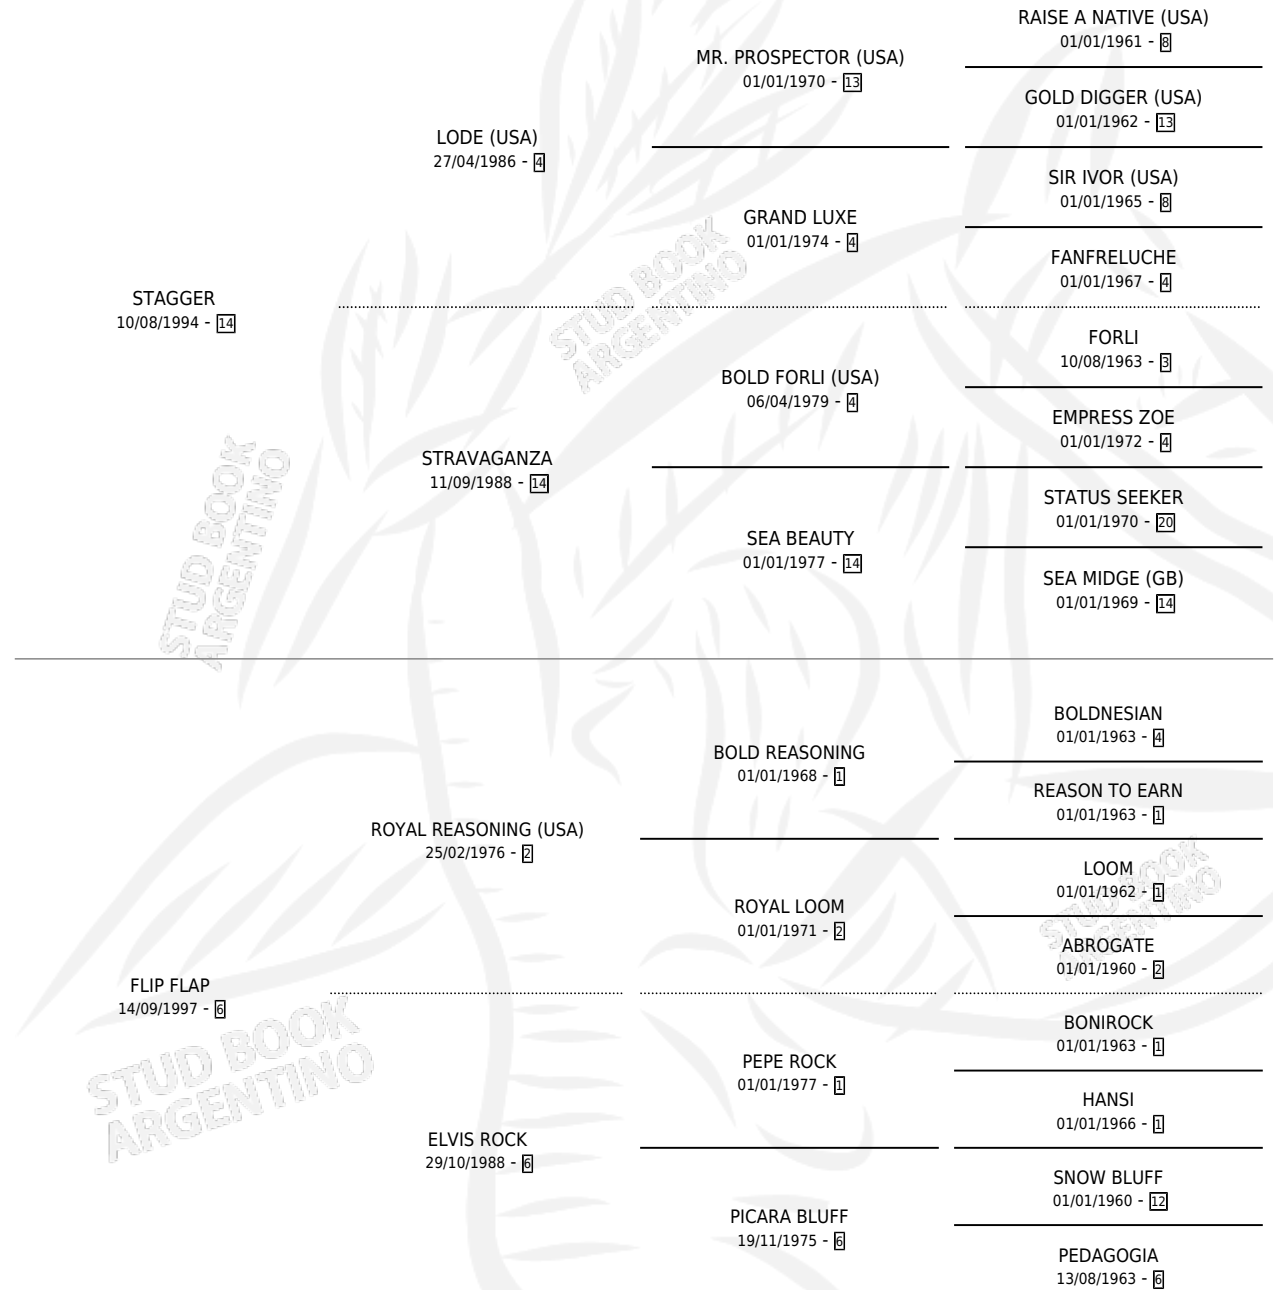 RAISE A NATIVE (USA)
01/01/1961 - 8
MR. PROSPECTOR (USA)
01/01/1970 - 13
GOLD DIGGER (USA)
01/01/1962 - 13
LODE (USA)
27/04/1986 - 4
SIR IVOR (USA)
01/01/1965 - 8
GRAND LUXE
01/01/1974 - 4
FANFRELUCHE
01/01/1967 - 4
STAGGER
10/08/1994 - 14
FORLI
10/08/1963 - 3
BOLD FORLI (USA)
06/04/1979 - 4
EMPRESS ZOE
01/01/1972 - 4
STRAVAGANZA
11/09/1988 - 14
STATUS SEEKER
01/01/1970 - 20
SEA BEAUTY
01/01/1977 - 14
SEA MIDGE (GB)
01/01/1969 - 14
STUD BOOK
ARGENTINO
STUD BOOK
ARGENTINO
BOLDNESIAN
01/01/1963 - 4
BOLD REASONING
01/01/1968 - 1
REASON TO EARN
01/01/1963 - 1
ROYAL REASONING (USA)
25/02/1976 - 2
LOOM
01/01/1962 - 1
ROYAL LOOM
01/01/1971 - 2
ABROGATE
01/01/1960 - 2
FLIP FLAP
14/09/1997 - 6
BONIROCK
01/01/1963 - 1
PEPE ROCK
01/01/1977 - 1
HANSI
01/01/1966 - 1
ELVIS ROCK
29/10/1988 - 6
SNOW BLUFF
01/01/1960 - 12
PICARA BLUFF
19/11/1975 - 6
PEDAGOGIA
13/08/1963 - 6
STUD BOOK
ARGENTINO
STUD BOOK
ARGENTINO